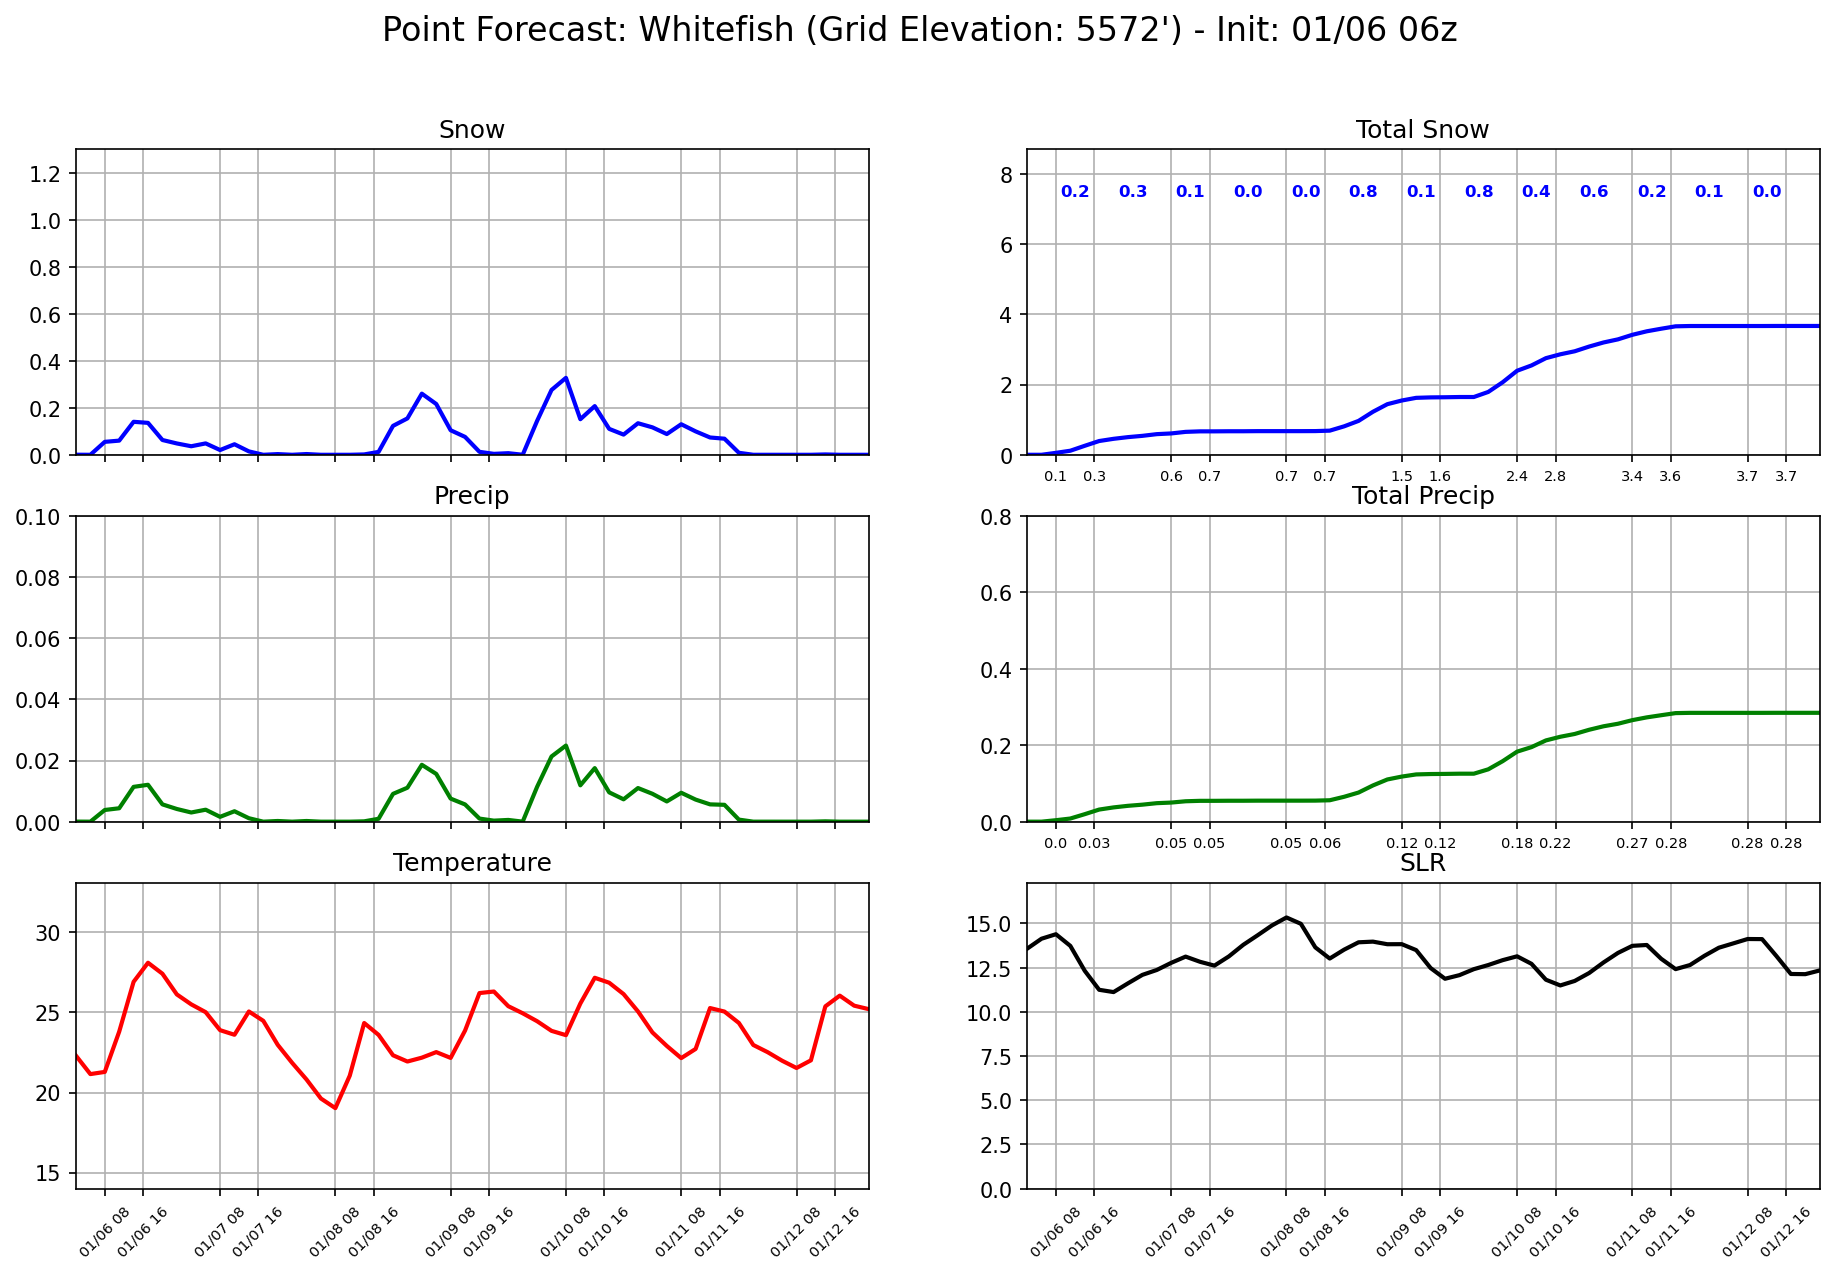 Point Forecast: Whitefish (Grid Elevation: 5572') - Init: 01/06 06z
Snow
1.2
1.0
0.8
0.6
0.4
0.2
0.0
Total Snow
8
6
4
2
0
0.2 0.3 0.1 0.0 0.0 0.8 0.1 0.8 0.4 0.6 0.2 0.1 0.0
0.1 0.3 0.6 0.7 0.7 0.7 1.5 1.6 2.4 2.8 3.4 3.6 3.7 3.7
Precip
0.10
0.08
0.06
0.04
0.02
0.00
Total Precip
0.8
0.6
0.4
0.2
0.0
0.0 0.03 0.05 0.05 0.05 0.06 0.12 0.12 0.18 0.22 0.27 0.28 0.28 0.28
Temperature
30
25
20
15
01/06 08 01/06 16 01/07 08 01/07 16 01/08 08 01/08 16 01/09 08 01/09 16 01/10 08 01/10 16 01/11 08 01/11 16 01/12 08 01/12 16
SLR
15.0
12.5
10.0
7.5
5.0
2.5
0.0
01/06 08 01/06 16 01/07 08 01/07 16 01/08 08 01/08 16 01/09 08 01/09 16 01/10 08 01/10 16 01/11 08 01/11 16 01/12 08 01/12 16